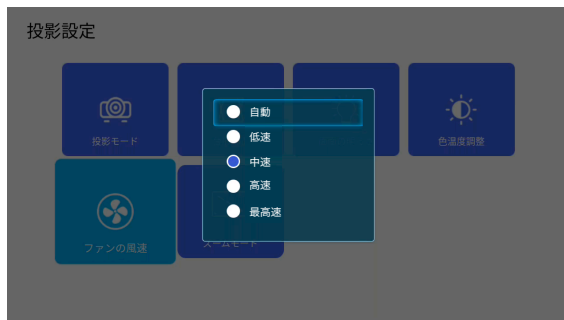 投影設定
投影モード
色温度調整
自動
低速
中速
高速
最高速
ファンの風速
ズームモード